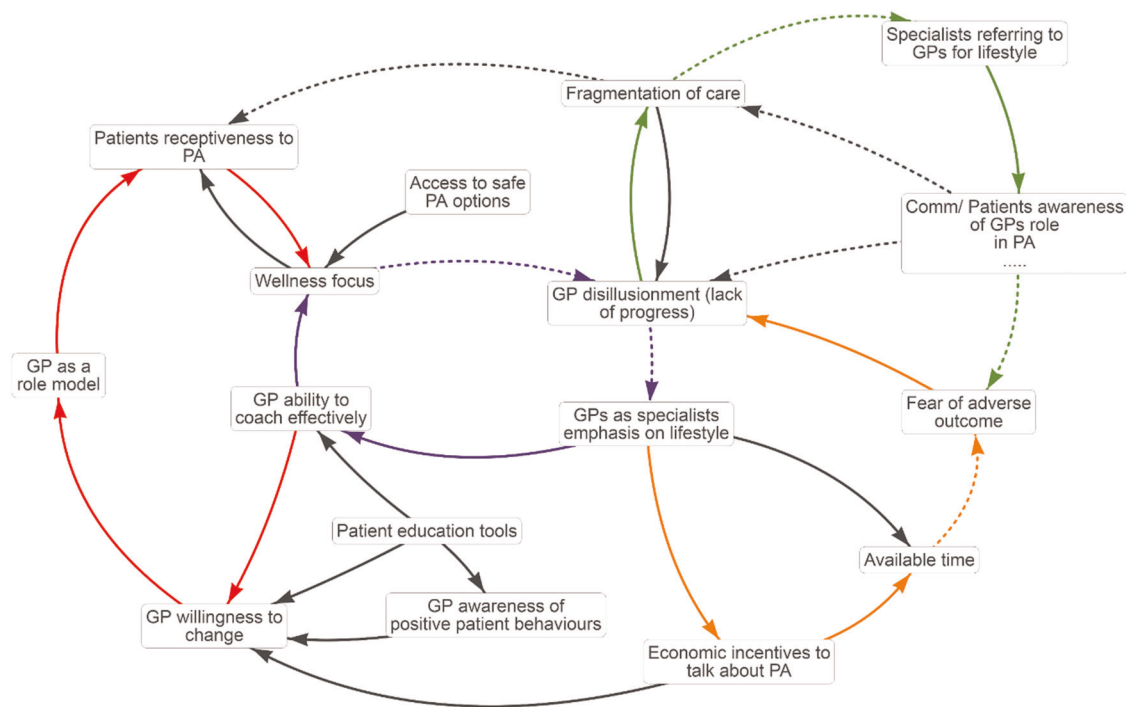 Specialists referring to
GPs for lifestyle
Fragmentation of care
Patients receptiveness to
PA
Access to safe
PA options
Comm/ Patients awareness
of GPs role
in PA
.....
Wellness focus
GP disillusionment (lack
of progress)
GP as a
role model
GP ability to
coach effectively
GPs as specialists
emphasis on lifestyle
Fear of adverse
outcome
Patient education tools
Available time
GP awareness of
positive patient behaviours
GP willingness to
change
Economic incentives to
talk about PA